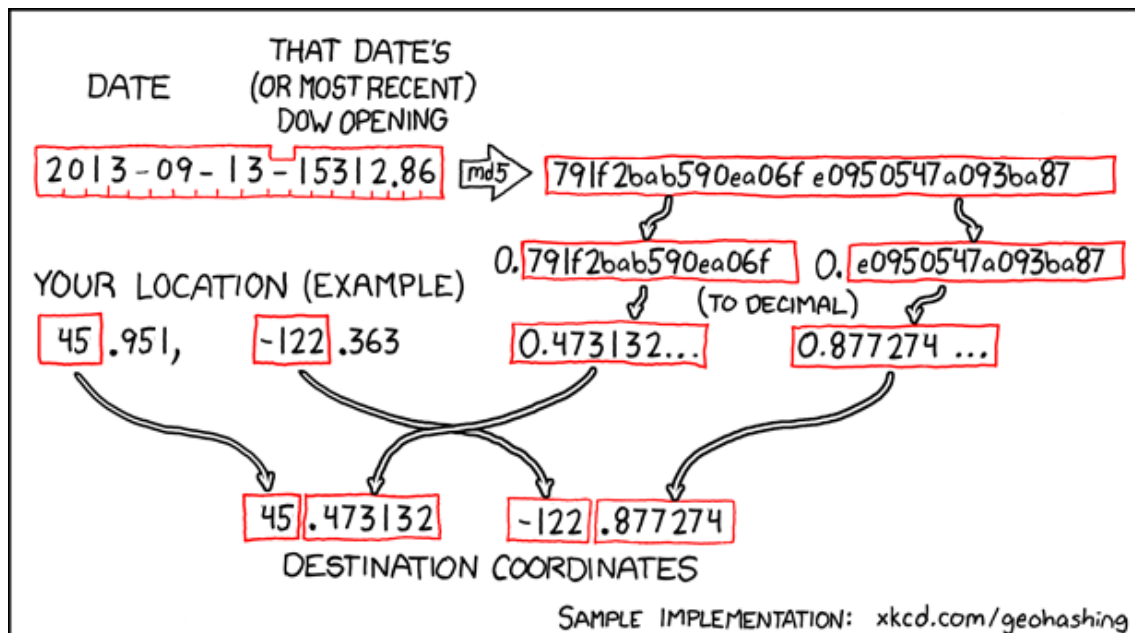 DATE
THAT DATE'S
(OR MOST RECENT)
DOW OPENING
2013-09-13-15312.86
md5
791f2bab590ea06fe0950547a093ba87
0.791f2bab590ea06f
0.e0950547a093ba87
YOUR LOCATION (EXAMPLE)
(TO DECIMAL)
45.951, -122.363
0.473132...
0.877274...
45.473132
-122.877274
DESTINATION COORDINATES
SAMPLE IMPLEMENTATION: xkcd.com/geohashing